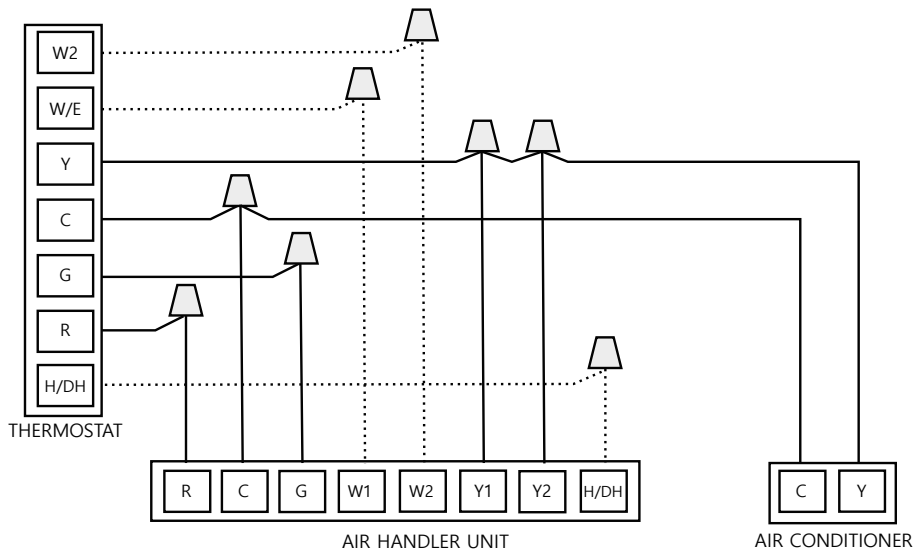 W2
W/E
Y
C
G
R
H/DH
THERMOSTAT
R C G W1 W2 Y1 Y2 H/DH
AIR HANDLER UNIT
C Y
AIR CONDITIONER